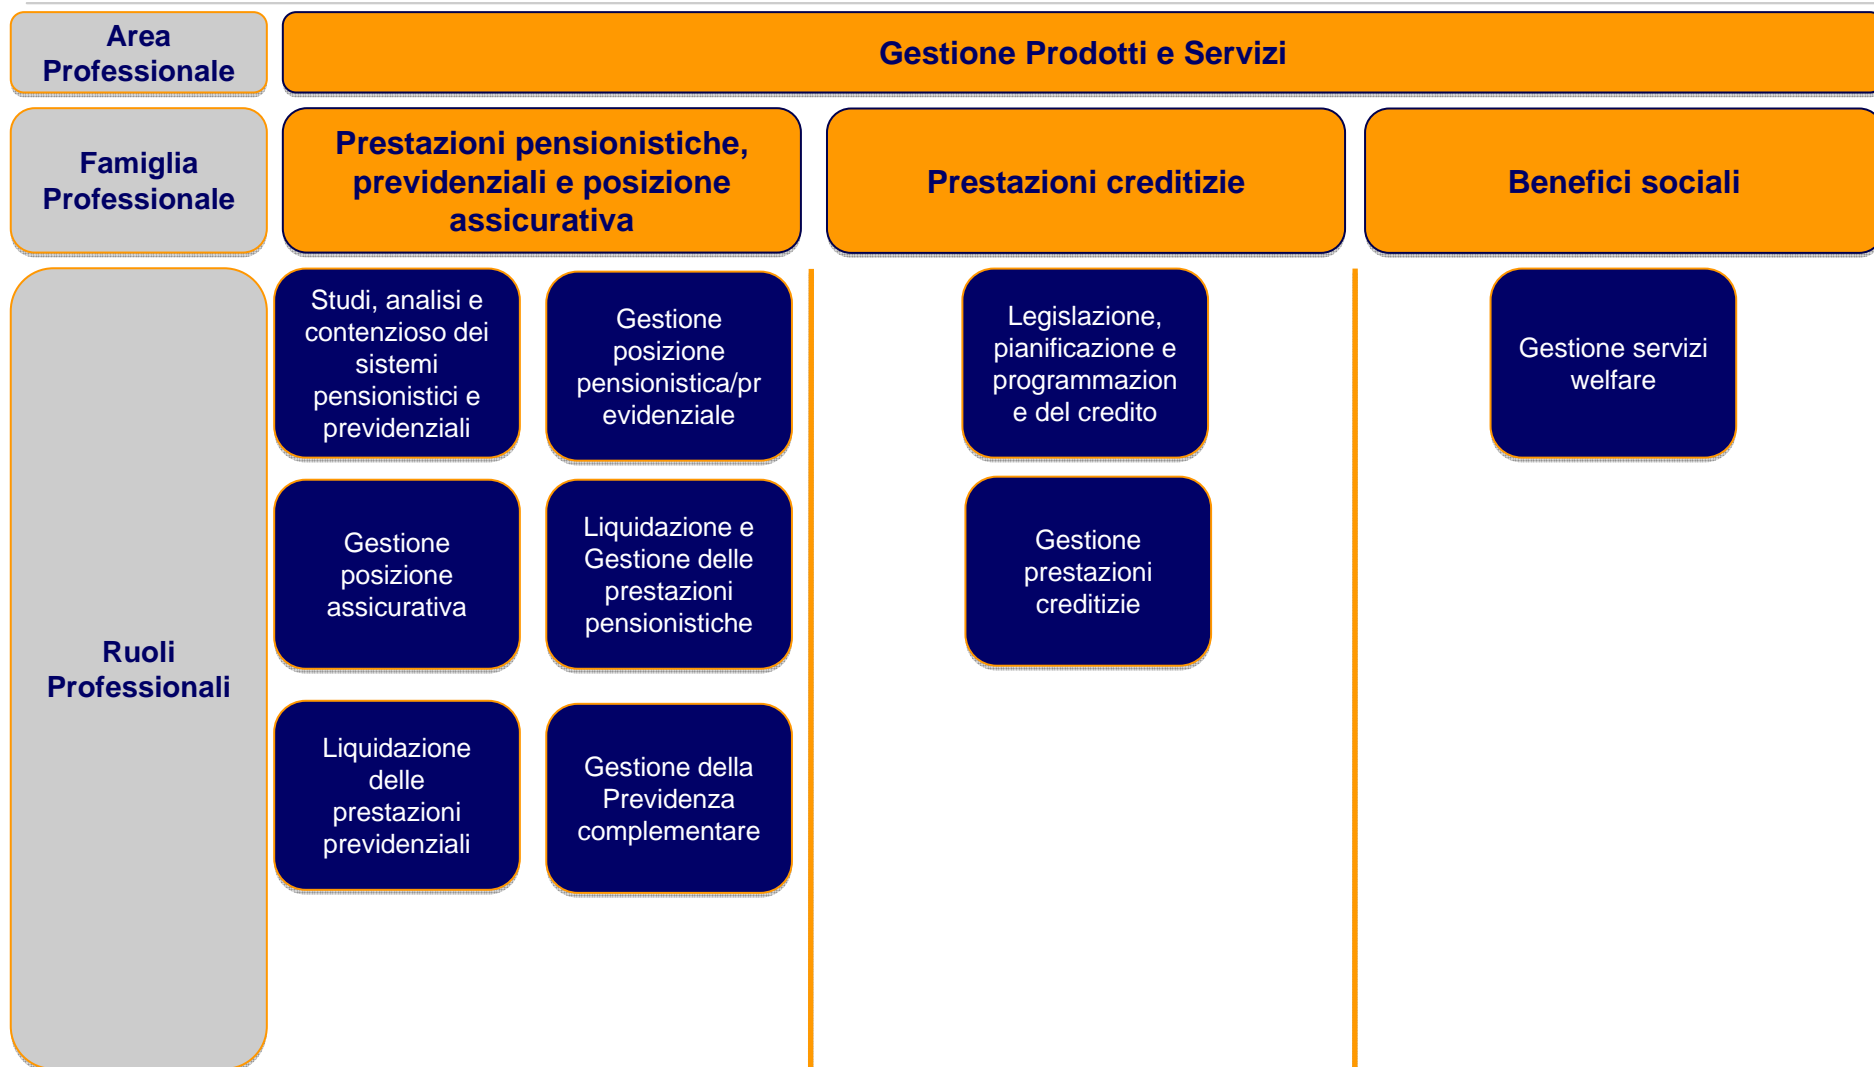 Area
Professionale
Gestione Prodotti e Servizi
Famiglia
Professionale
Prestazioni pensionistiche,
previdenziali e posizione
assicurativa
Prestazioni creditizie
Benefici sociali
Ruoli
Professionali
Studi, analisi e
contenzioso dei
sistemi
pensionistici e
previdenziali
Gestione
posizione
pensionistica/pr
evidenziale
Legislazione,
pianificazione e
programmazion
e del credito
Gestione servizi
welfare
Gestione
posizione
assicurativa
Liquidazione e
Gestione delle
prestazioni
pensionistiche
Gestione
prestazioni
creditizie
Liquidazione
delle
prestazioni
previdenziali
Gestione della
Previdenza
complementare